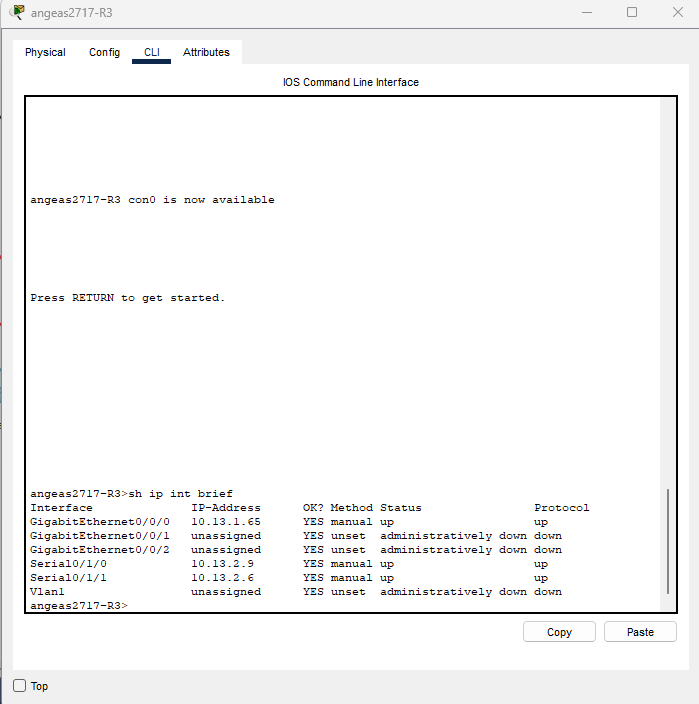 angeas2717-R3
Physical Config CLI Attributes
IOS Command Line Interface
angeas2717-R3 con0 is now available
Press RETURN to get started.
angeas2717-R3>sh ip int brief
Interface IP-Address OK? Method Status Protocol
GigabitEthernet0/0/0 10.13.1.65 YES manual up up
GigabitEthernet0/0/1 unassigned YES unset administratively down down
GigabitEthernet0/0/2 unassigned YES unset administratively down down
Serial0/1/0 10.13.2.9 YES manual up up
Serial0/1/1 10.13.2.6 YES manual up up
Vlan1 unassigned YES unset administratively down down
angeas2717-R3>
Copy Paste
Top